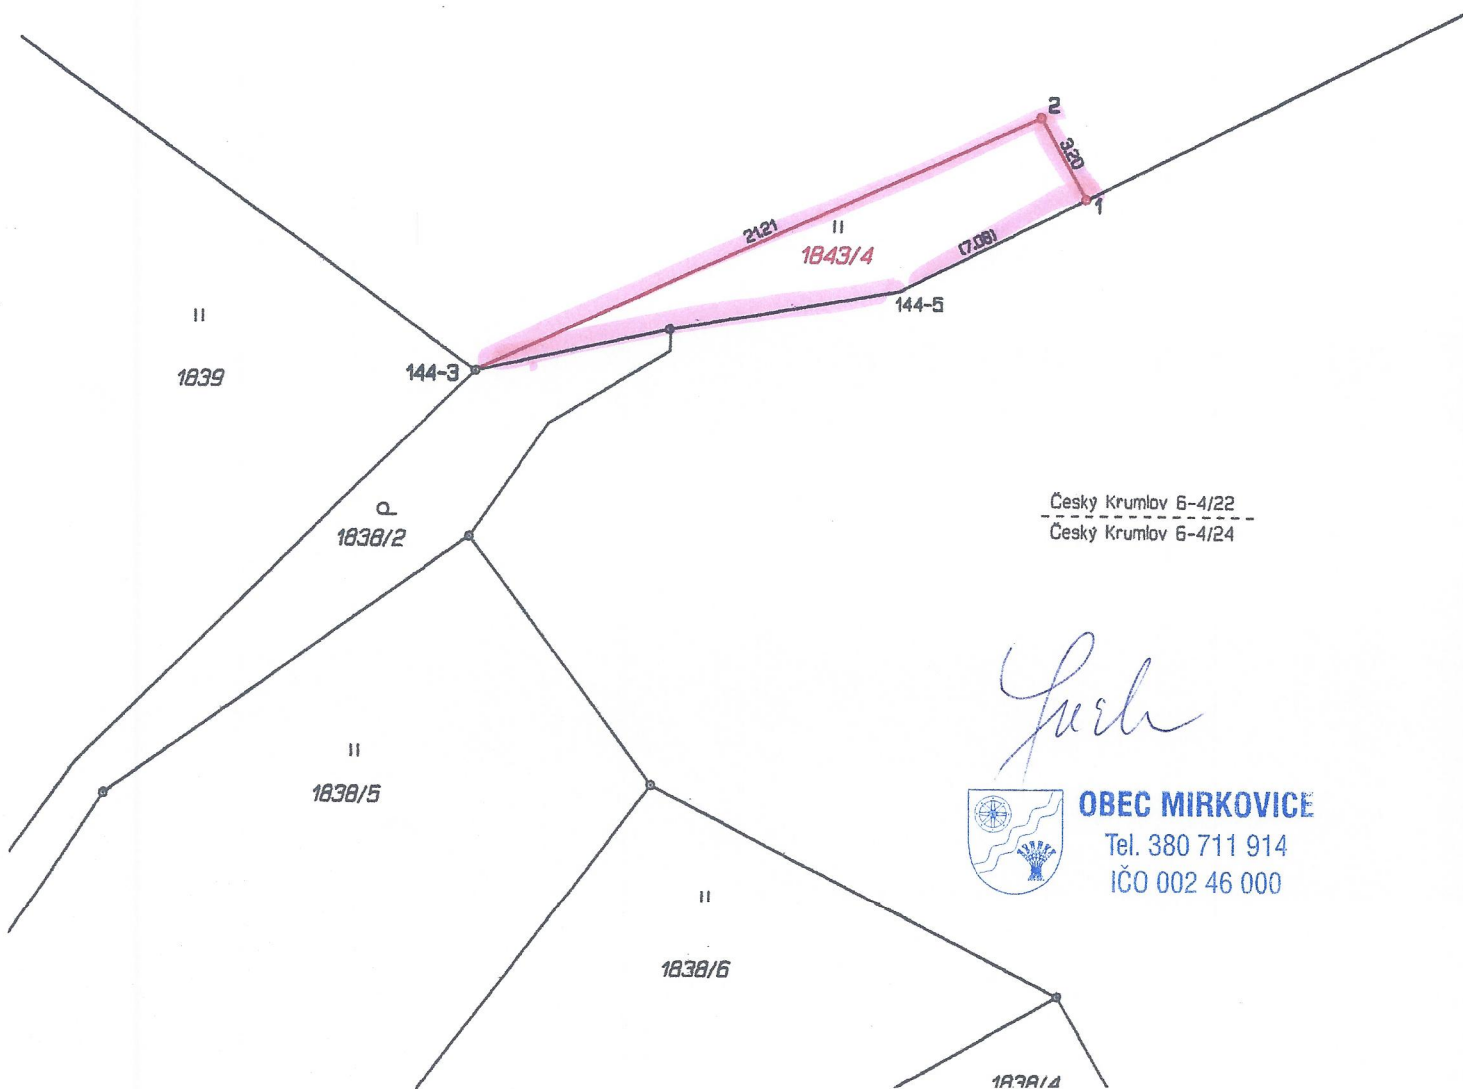 2
3.20
1
21.21
II
1843/4
(7.08)
144-5
II
1839
144-3
1838/2
Český Krumlov 6-4/22
Český Krumlov 6-4/24
II
1838/5
OBEC MIRKOVICE
Tel. 380 711 914
IČO 002 46 000
II
1838/6
1838/4